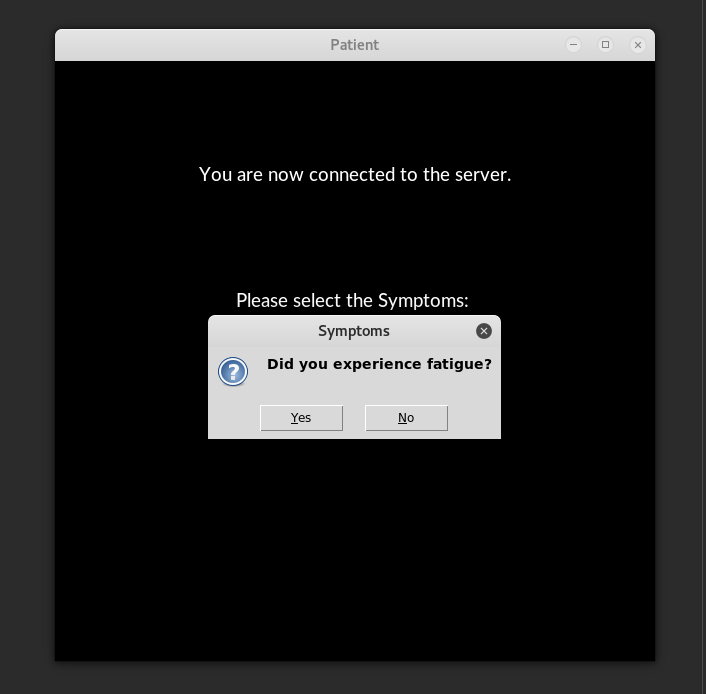 Patient
You are now connected to the server.
Please select the Symptoms:
Symptoms
?
Did you experience fatigue?
Yes
No